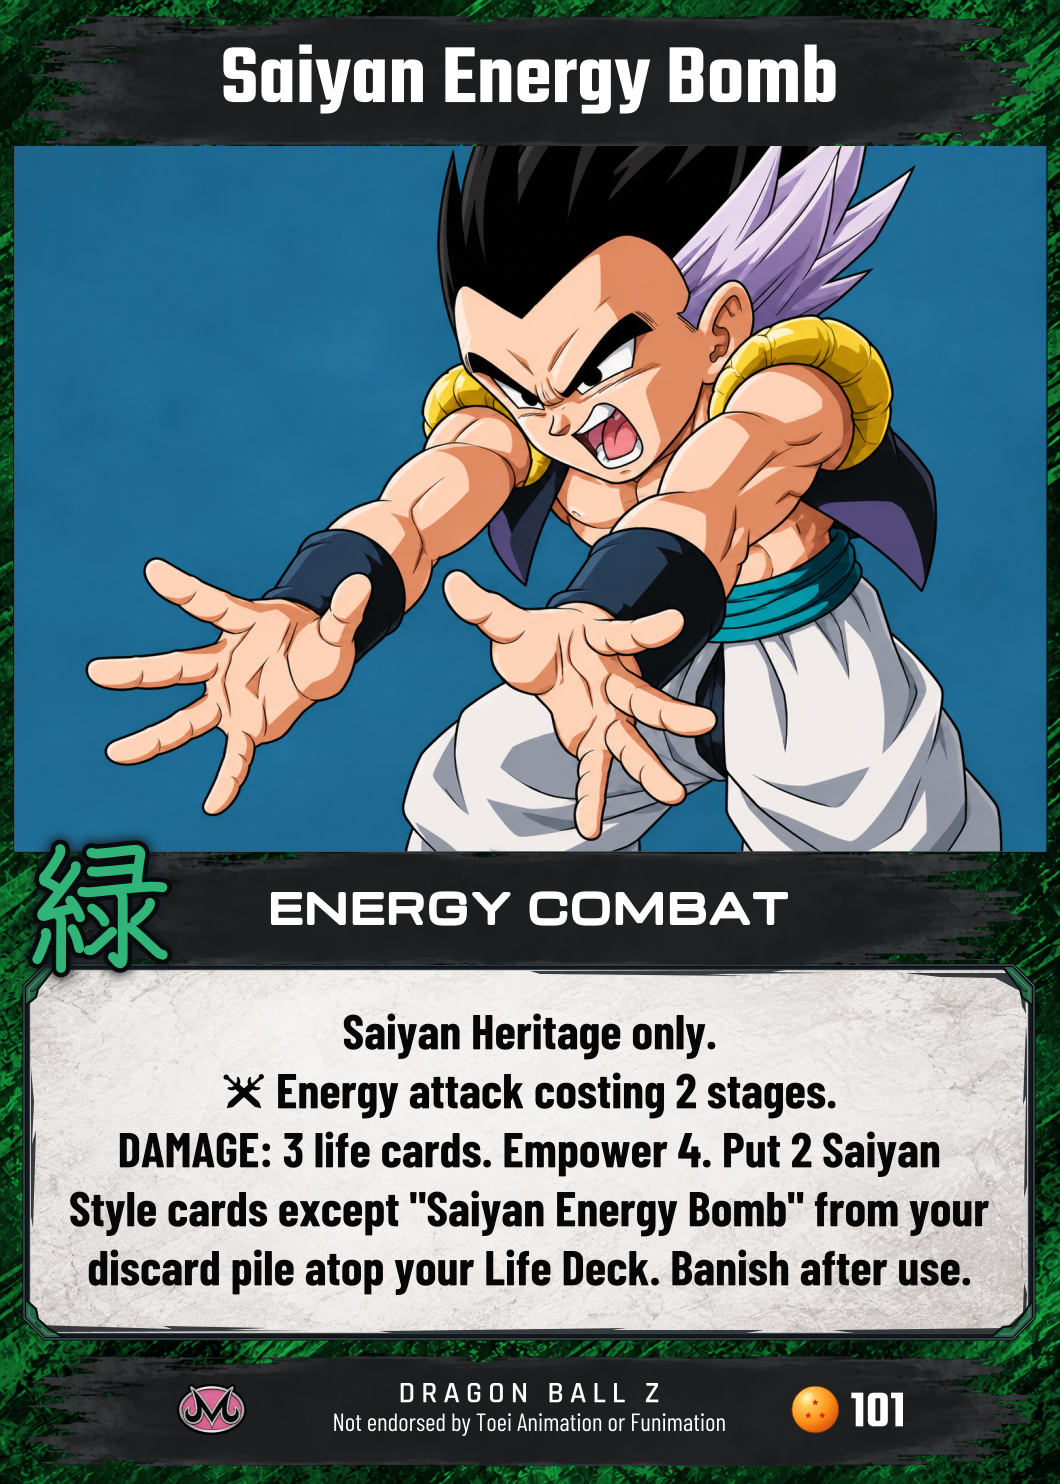 Saiyan Energy Bomb
緑
ENERGY COMBAT
Saiyan Heritage only.
Energy attack costing 2 stages.
DAMAGE: 3 life cards. Empower 4. Put 2 Saiyan
Style cards except "Saiyan Energy Bomb" from your
discard pile atop your Life Deck. Banish after use.
M
DRAGON BALL Z
Not endorsed by Toei Animation or Funimation
101